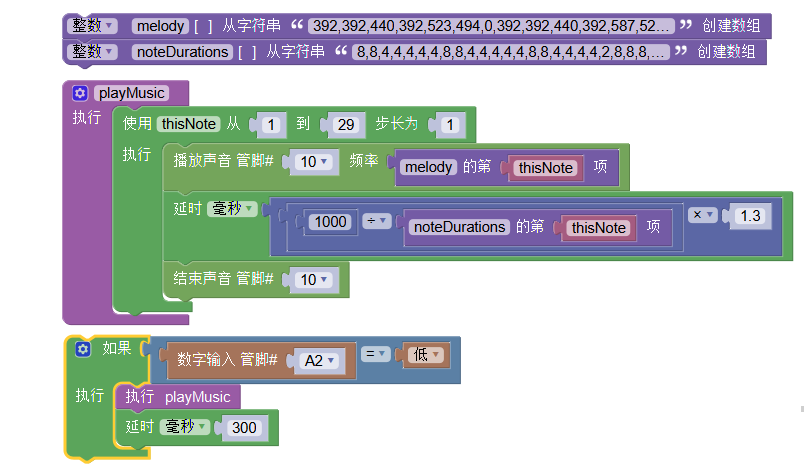 整数 melody [ ] 从字符串 “ 392,392,440,392,523,494,0,392,392,440,392,587,52... ” 创建数组
整数 noteDurations [ ] 从字符串 “ 8,8,4,4,4,4,4,8,8,4,4,4,4,4,8,8,4,4,4,4,2,8,8,8,... ” 创建数组
playMusic
执行 使用 thisNote 从 1 到 29 步长为 1
执行 播放声音 管脚# 10 频率 melody 的第 thisNote 项
延时 毫秒 1000 ÷ noteDurations 的第 thisNote 项 × 1.3
结束声音 管脚# 10
如果 数字输入 管脚# A2 = 低
执行 执行 playMusic
延时 毫秒 300